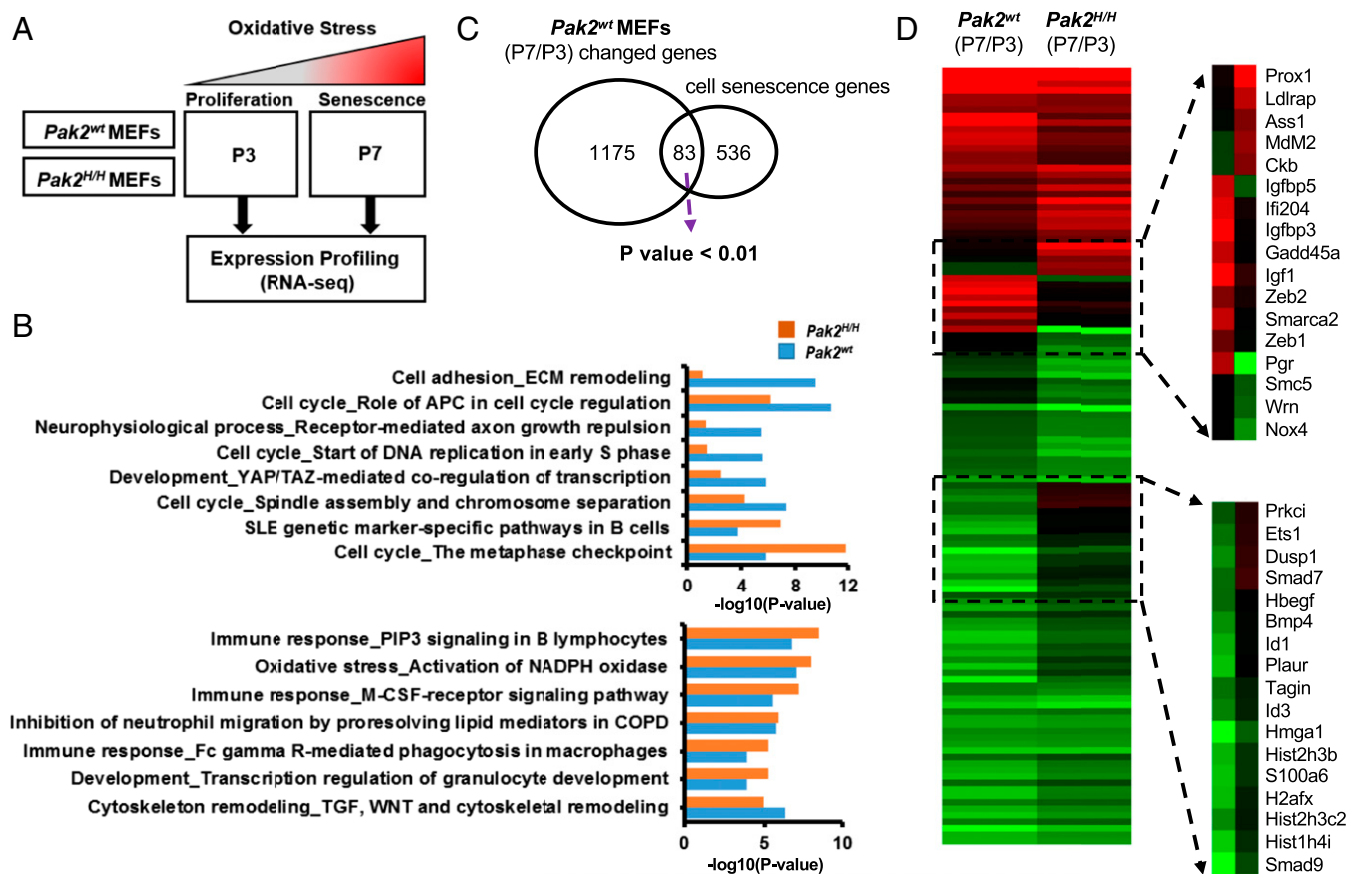 A
Oxidative Stress
Proliferation Senescence
Pak2wt MEFs
Pak2H/H MEFs
P3
P7
Expression Profiling
(RNA-seq)
B
Pak2H/H
Pak2wt
Cell adhesion_ECM remodeling
Cell cycle_Role of APC in cell cycle regulation
Neurophysiological process_Receptor-mediated axon growth repulsion
Cell cycle_Start of DNA replication in early S phase
Development_YAP/TAZ-mediated co-regulation of transcription
Cell cycle_Spindle assembly and chromosome separation
SLE genetic marker-specific pathways in B cells
Cell cycle_The metaphase checkpoint
0 4 8 12
-log10(P-value)
Immune response_PIP3 signaling in B lymphocytes
Oxidative stress_Activation of NADPH oxidase
Immune response_M-CSF-receptor signaling pathway
Inhibition of neutrophil migration by proresolving lipid mediators in COPD
Immune response_Fc gamma R-mediated phagocytosis in macrophages
Development_Transcription regulation of granulocyte development
Cytoskeleton remodeling_TGF, WNT and cytoskeletal remodeling
0 5 10
-log10(P-value)
C
Pak2wt MEFs
(P7/P3) changed genes
cell senescence genes
1175 83 536
P value < 0.01
D
Pak2wt Pak2H/H
(P7/P3) (P7/P3)
Prox1
Ldlrap
Ass1
MdM2
Ckb
Igfbp5
Ifi204
Igfbp3
Gadd45a
Igf1
Zeb2
Smarca2
Zeb1
Pgr
Smc5
Wrn
Nox4
Prkci
Ets1
Dusp1
Smad7
Hbegf
Bmp4
Id1
Plaur
Tagin
Id3
Hmga1
Hist2h3b
S100a6
H2afx
Hist2h3c2
Hist1h4i
Smad9